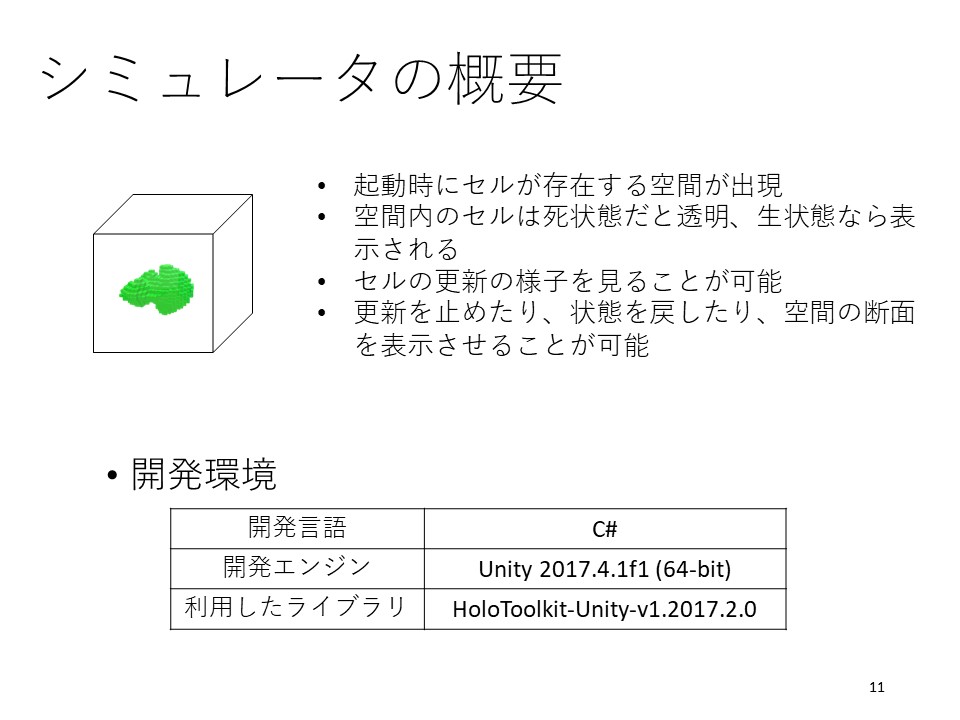 シミュレータの概要
• 起動時にセルが存在する空間が出現
• 空間内のセルは死状態だと透明、生状態なら表
示される
• セルの更新の様子を見ることが可能
• 更新を止めたり、状態を戻したり、空間の断面
を表示させることが可能
• 開発環境
開発言語 C#
開発エンジン Unity 2017.4.1f1 (64-bit)
利用したライブラリ HoloToolkit-Unity-v1.2017.2.0
11